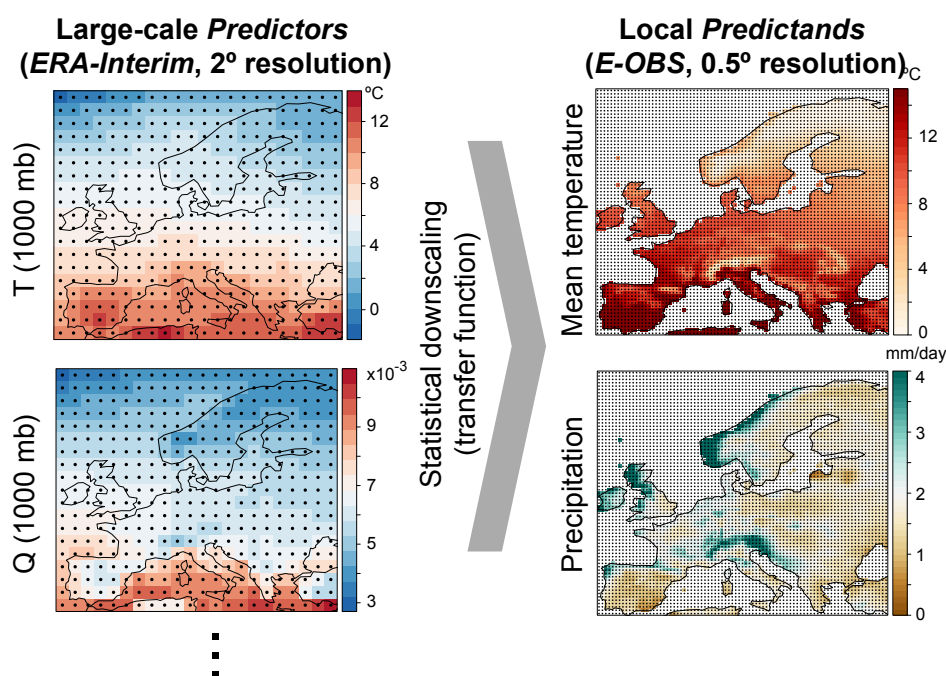 Large-cale Predictors
(ERA-Interim, 2º resolution)
Local Predictands
(E-OBS, 0.5º resolution)
T (1000 mb)
ºC
12
8
4
0
Q (1000 mb)
x10-3
9
7
5
3
Statistical downscaling
(transfer function)
Mean temperature
ºC
12
8
4
0
Precipitation
mm/day
4
3
2
1
0